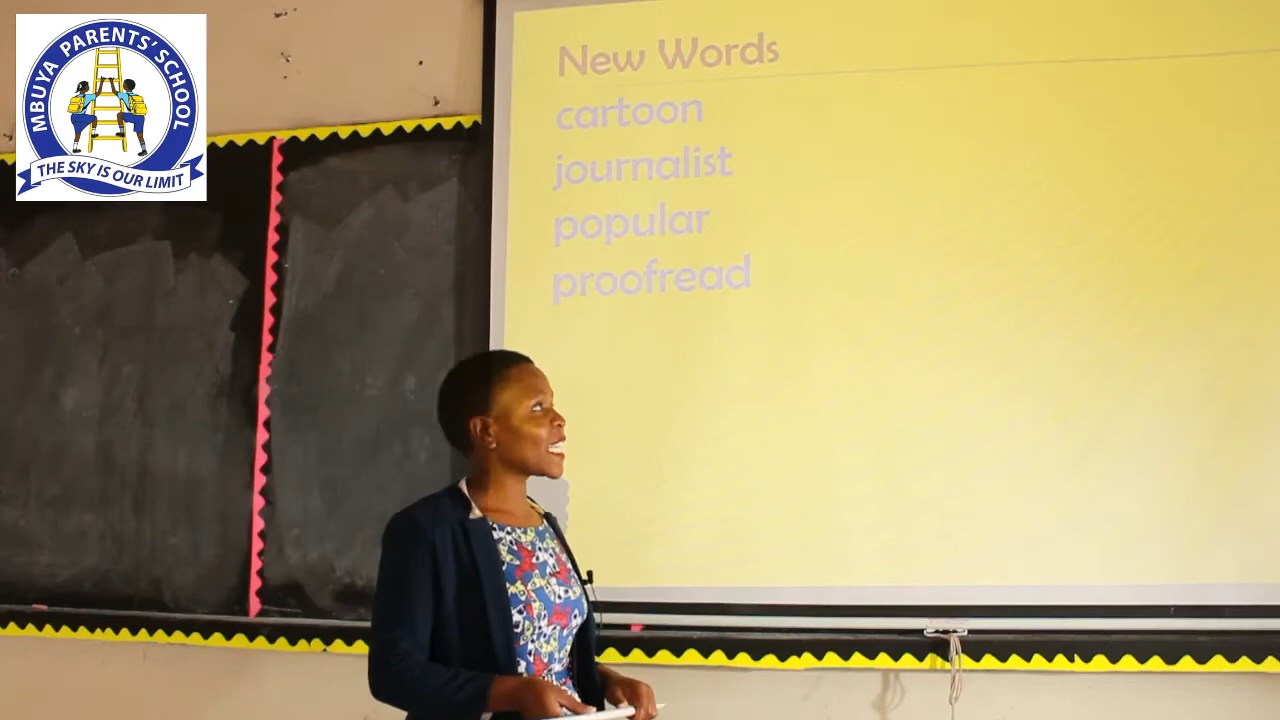 MBUYA PARENTS' SCHOOL
THE SKY IS OUR LIMIT
New Words
cartoon
journalist
popular
proofread